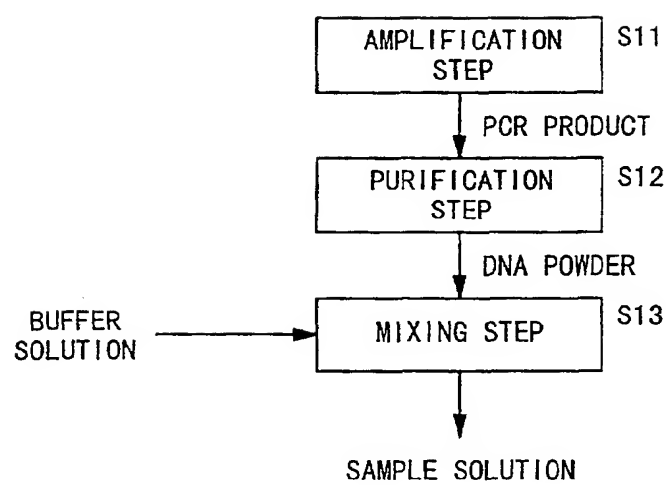 AMPLIFICATION
STEP
S11
PCR PRODUCT
PURIFICATION
STEP
S12
DNA POWDER
BUFFER
SOLUTION
MIXING STEP
S13
SAMPLE SOLUTION